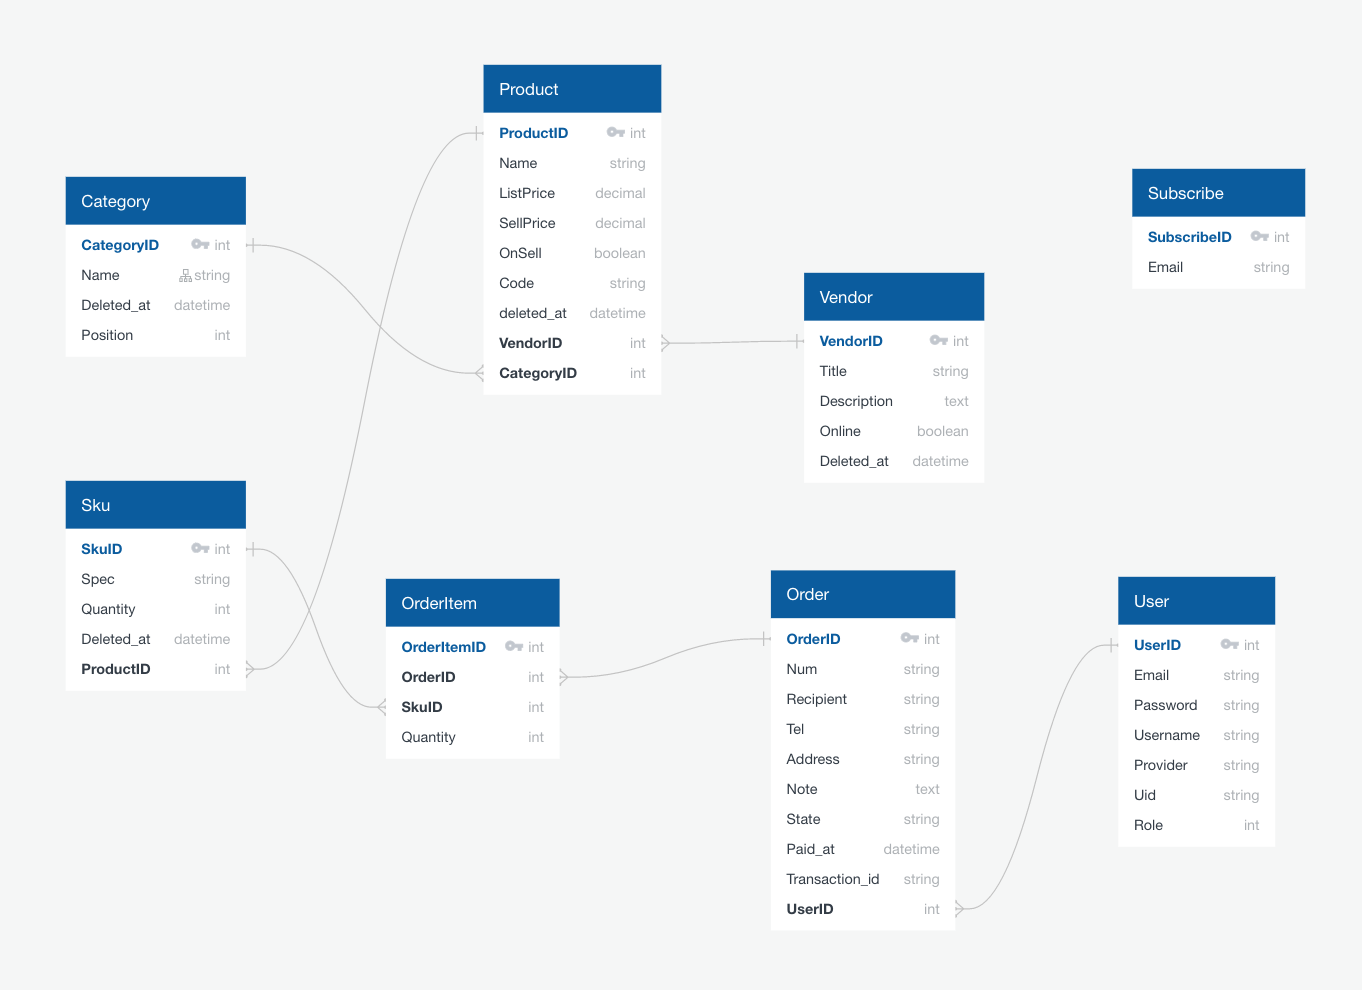 Product
ProductID int
Name string
ListPrice decimal
SellPrice decimal
OnSell boolean
Code string
deleted_at datetime
VendorID int
CategoryID int
Category
CategoryID int
Name string
Deleted_at datetime
Position int
Subscribe
SubscribeID int
Email string
Vendor
VendorID int
Title string
Description text
Online boolean
Deleted_at datetime
Sku
SkuID int
Spec string
Quantity int
Deleted_at datetime
ProductID int
OrderItem
OrderItemID int
OrderID int
SkuID int
Quantity int
Order
OrderID int
Num string
Recipient string
Tel string
Address string
Note text
State string
Paid_at datetime
Transaction_id string
UserID int
User
UserID int
Email string
Password string
Username string
Provider string
Uid string
Role int